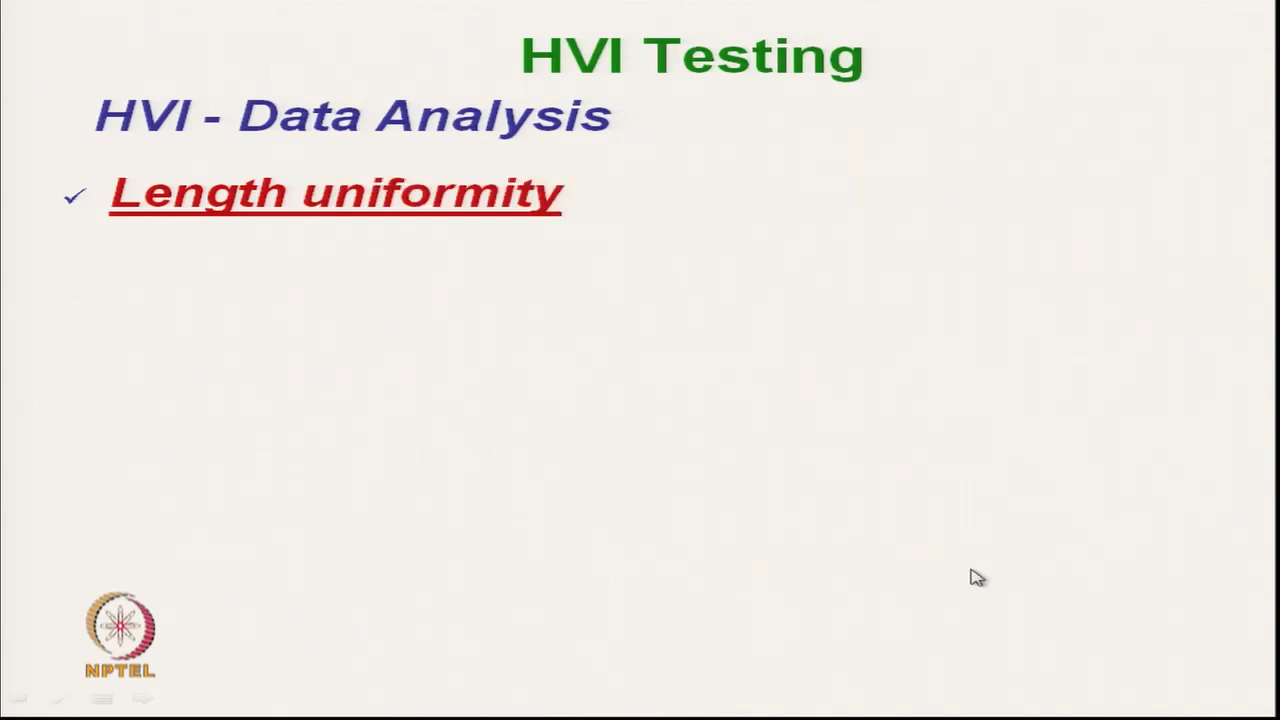 HVI Testing
HVI - Data Analysis
✓ Length uniformity
NPTEL